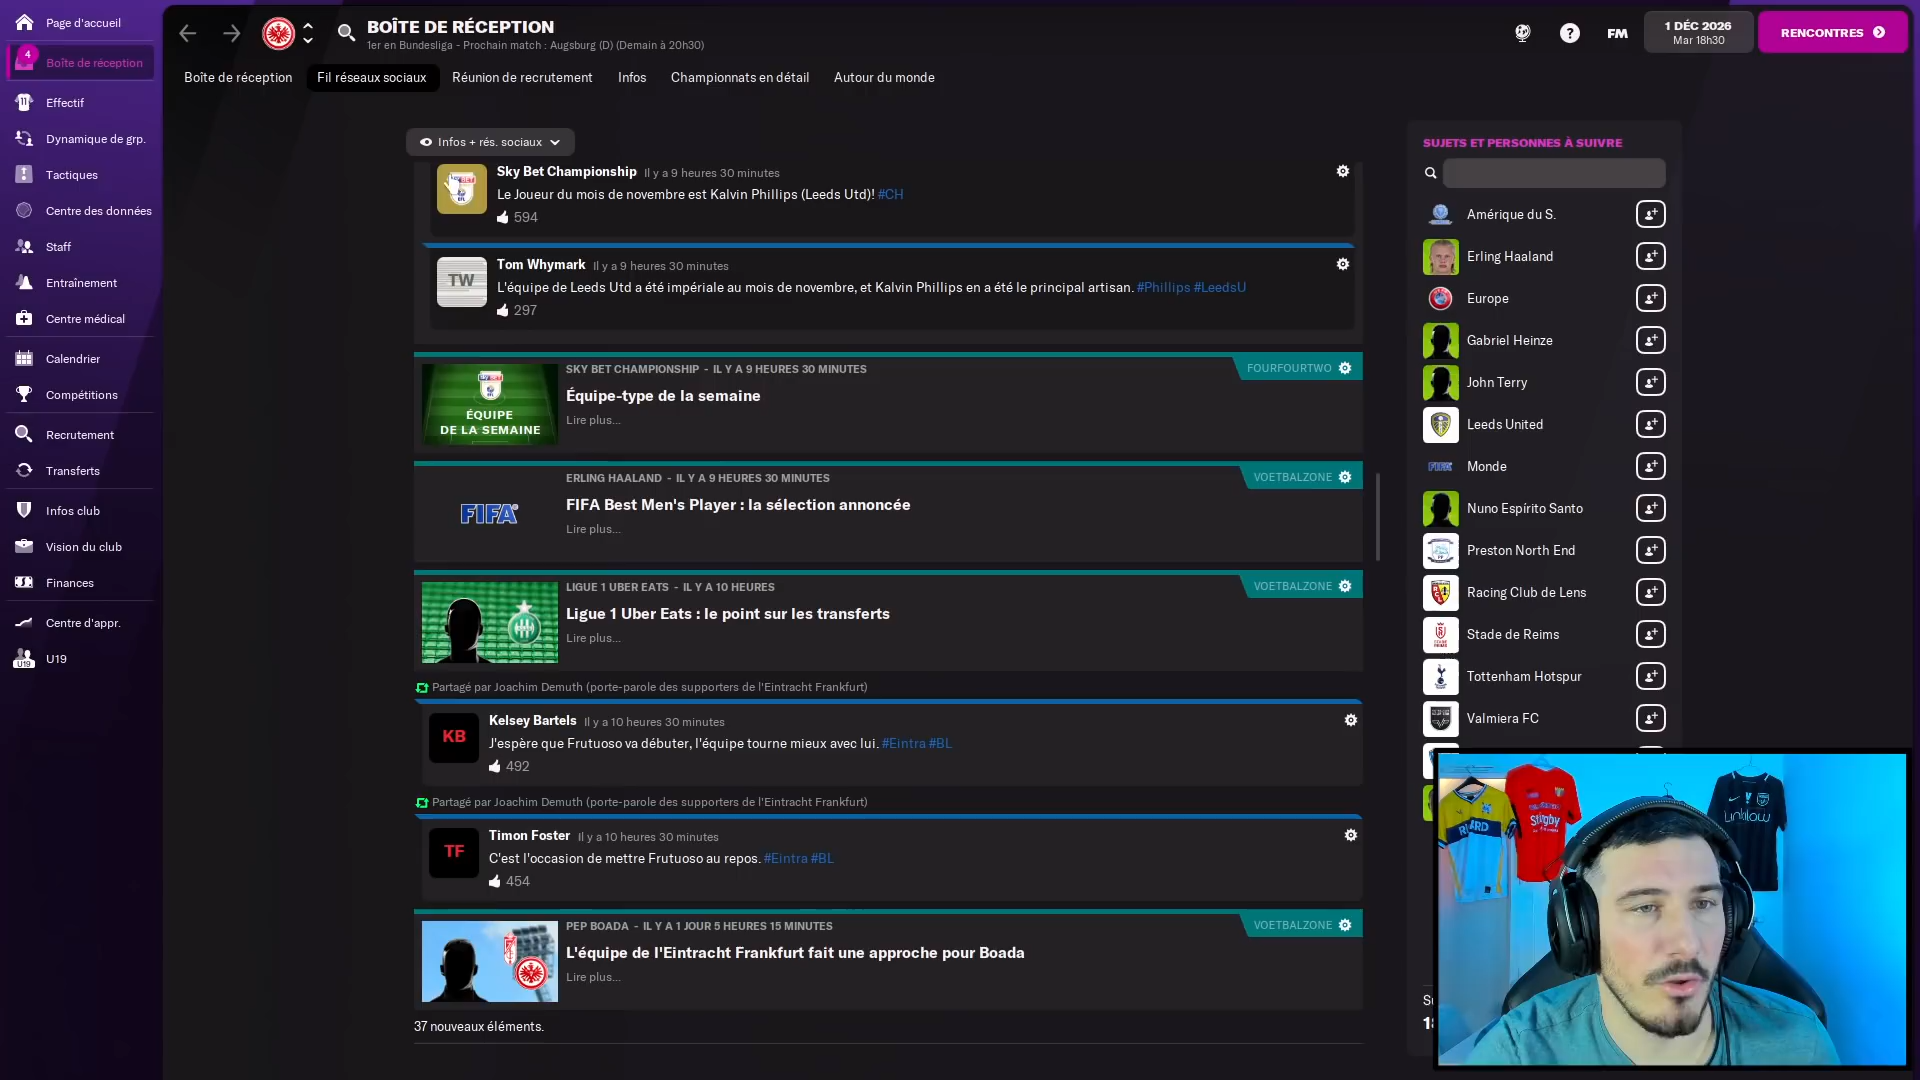 Page d'accueil
4
Boîte de réception
Effectif
Dynamique de grp.
Tactiques
Centre des données
Staff
Entraînement
Centre médical
Calendrier
Compétitions
Recrutement
Transferts
Infos club
Vision du club
Finances
Centre d'appr.
U19
U19
BOÎTE DE RÉCEPTION
1er en Bundesliga - Prochain match : Augsburg (D) (Demain à 20h30)
?
FM
1 DÉC 2026
Mar 18h30
RENCONTRES
Boîte de réception
Fil réseaux sociaux
Réunion de recrutement
Infos
Championnats en détail
Autour du monde
Infos + rés. sociaux
Sky Bet Championship Il y a 9 heures 30 minutes
Le Joueur du mois de novembre est Kalvin Phillips (Leeds Utd)! #CH
594
TW
Tom Whymark Il y a 9 heures 30 minutes
L'équipe de Leeds Utd a été impériale au mois de novembre, et Kalvin Phillips en a été le principal artisan. #Phillips #LeedsU
297
SKY BET CHAMPIONSHIP - IL Y A 9 HEURES 30 MINUTES
FOURFOURTWO
ÉQUIPE
DE LA SEMAINE
Équipe-type de la semaine
Lire plus...
ERLING HAALAND - IL Y A 9 HEURES 30 MINUTES
VOETBALZONE
FIFA
FIFA Best Men's Player : la sélection annoncée
Lire plus...
LIGUE 1 UBER EATS - IL Y A 10 HEURES
VOETBALZONE
Ligue 1 Uber Eats : le point sur les transferts
Lire plus...
Partagé par Joachim Demuth (porte-parole des supporters de l'Eintracht Frankfurt)
KB
Kelsey Bartels Il y a 10 heures 30 minutes
J'espère que Frutuoso va débuter, l'équipe tourne mieux avec lui. #Eintra #BL
492
Partagé par Joachim Demuth (porte-parole des supporters de l'Eintracht Frankfurt)
TF
Timon Foster Il y a 10 heures 30 minutes
C'est l'occasion de mettre Frutuoso au repos. #Eintra #BL
454
PEP BOADA - IL Y A 1 JOUR 5 HEURES 15 MINUTES
VOETBALZONE
L'équipe de l'Eintracht Frankfurt fait une approche pour Boada
Lire plus...
37 nouveaux éléments.
SUJETS ET PERSONNES À SUIVRE
Amérique du S.
Erling Haaland
Europe
Gabriel Heinze
John Terry
Leeds United
Monde
Nuno Espírito Santo
Preston North End
Racing Club de Lens
Stade de Reims
Tottenham Hotspur
Valmiera FC